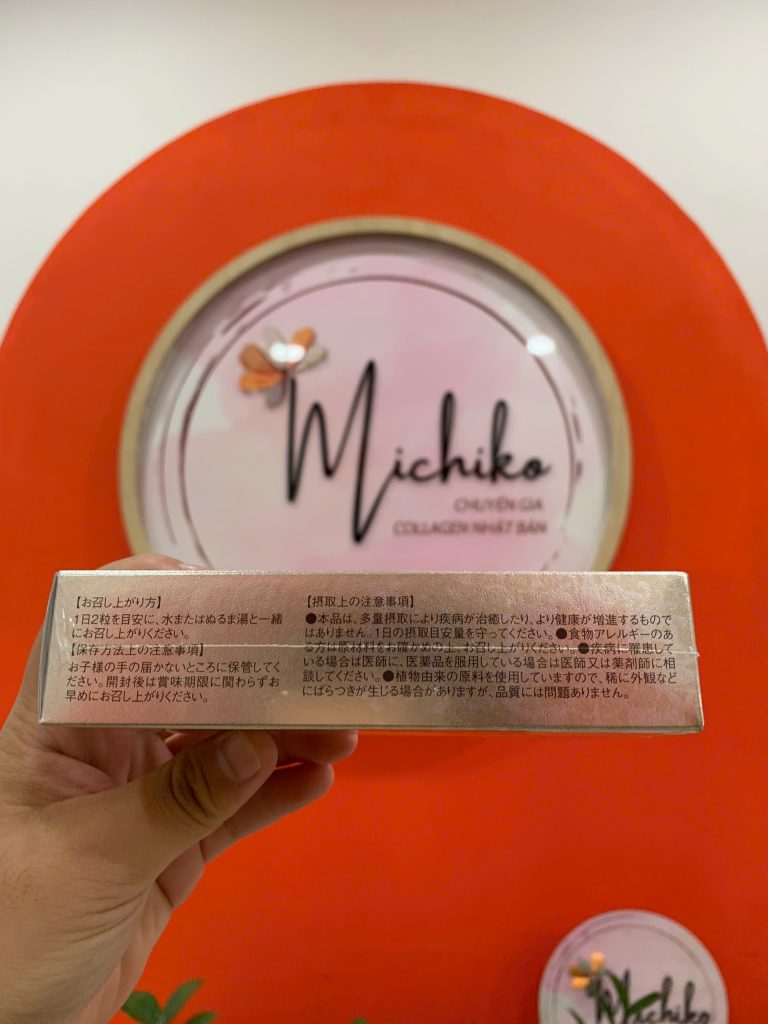 Michiko
CHUYÊN GIA
COLLAGEN NHẬT BẢN
【お召し上がり方】
1日2粒を目安に、水またはぬるま湯と一緒
にお召し上がりください。
【保存方法上の注意事項】
お子様の手の届かないところに保管してく
ださい。開封後は賞味期限に関わらずお
早めにお召し上がりください。
【摂取上の注意事項】
●本品は、多量摂取により疾病が治癒したり、より健康が増進するもので
はありません。1日の摂取目安量を守ってください。●食物アレルギーのあ
る方は原材料をお確かめの上、お召し上がりください。●疾病に罹患して
いる場合は医師に、医薬品を服用している場合は医師又は薬剤師に相
談してください。●植物由来の原料を使用していますので、稀に外観など
にばらつきが生じる場合がありますが、品質には問題ありません。
Michiko